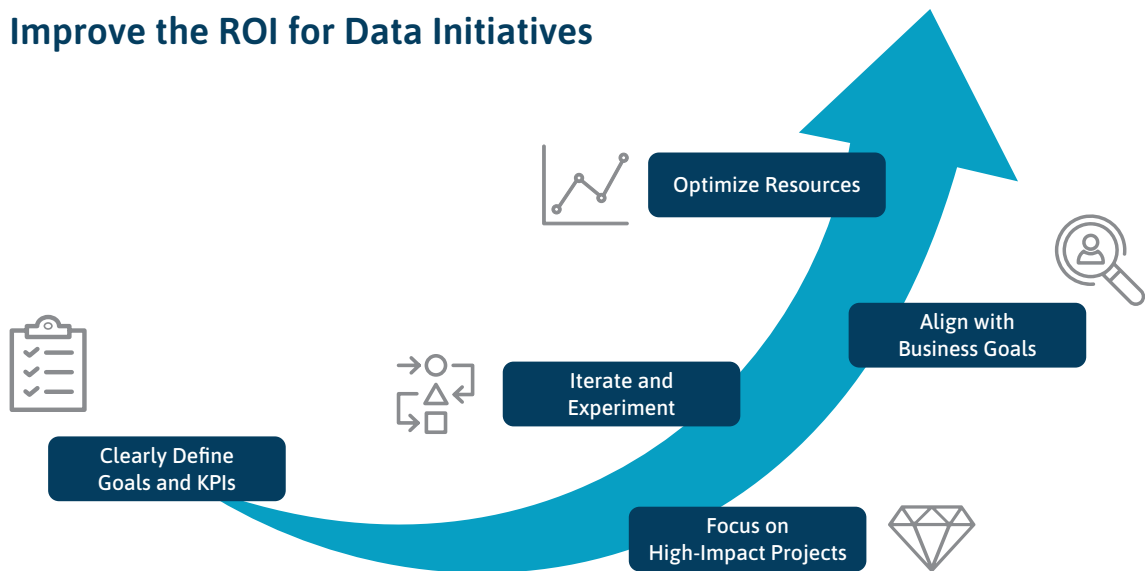 Improve the ROI for Data Initiatives
Optimize Resources
Align with
Business Goals
Iterate and
Experiment
Clearly Define
Goals and KPIs
Focus on
High-Impact Projects